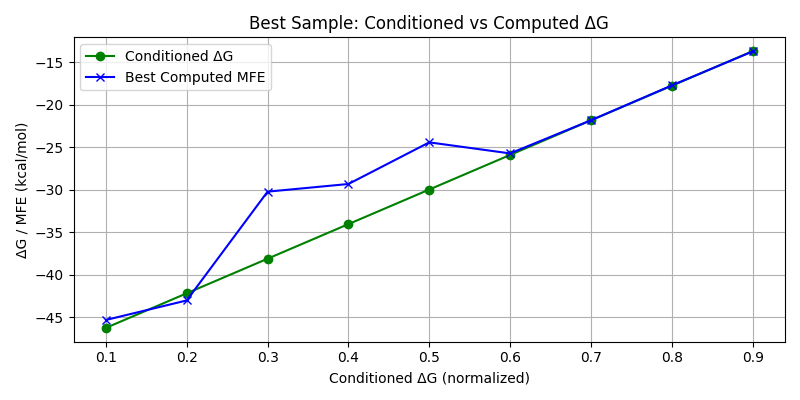 Best Sample: Conditioned vs Computed ΔG
Conditioned ΔG
Best Computed MFE
ΔG / MFE (kcal/mol)
−15
−20
−25
−30
−35
−40
−45
0.1 0.2 0.3 0.4 0.5 0.6 0.7 0.8 0.9
Conditioned ΔG (normalized)